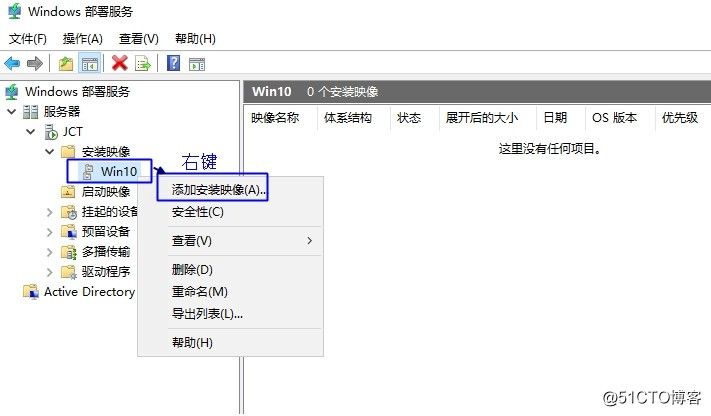 Windows 部署服务
文件(F) 操作(A) 查看(V) 帮助(H)
Windows 部署服务
服务器
JCT
安装映像
Win10
启动映像
挂起的设备
预留设备
多播传输
驱动程序
Active Directory
右键
添加安装映像(A)...
安全性(C)
查看(V)
删除(D)
重命名(M)
导出列表(L)...
帮助(H)
Win10 0 个安装映像
映像名称 体系结构 状态 展开后的大小 日期 OS 版本 优先级
这里没有任何项目。
@51CTO博客